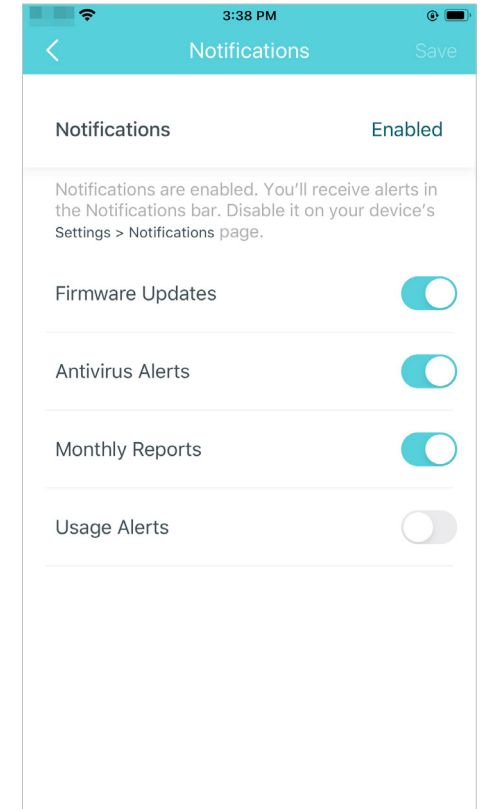 3:38 PM
Notifications Save
Notifications Enabled
Notifications are enabled. You’ll receive alerts in
the Notifications bar. Disable it on your device’s
Settings > Notifications page.
Firmware Updates
Antivirus Alerts
Monthly Reports
Usage Alerts